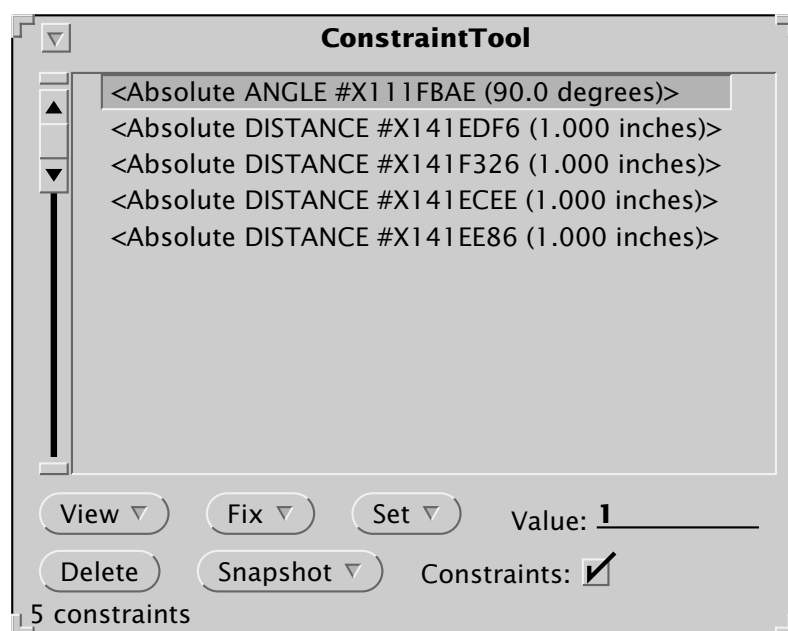 ConstraintTool
<Absolute ANGLE #X111FBAE (90.0 degrees)>
<Absolute DISTANCE #X141EDF6 (1.000 inches)>
<Absolute DISTANCE #X141F326 (1.000 inches)>
<Absolute DISTANCE #X141ECEE (1.000 inches)>
<Absolute DISTANCE #X141EE86 (1.000 inches)>
View Fix Set Value: 1
Delete Snapshot Constraints:
5 constraints